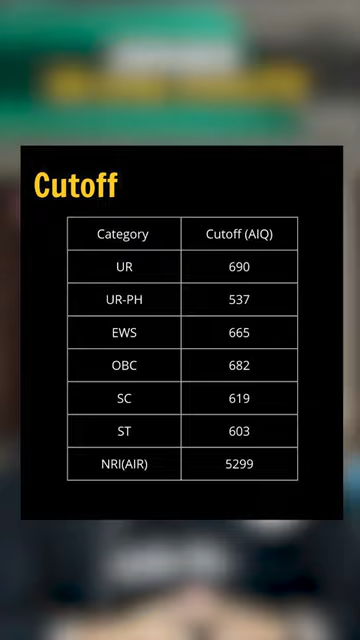 Cutoff
Category Cutoff (AIQ)
UR 690
UR-PH 537
EWS 665
OBC 682
SC 619
ST 603
NRI(AIR) 5299